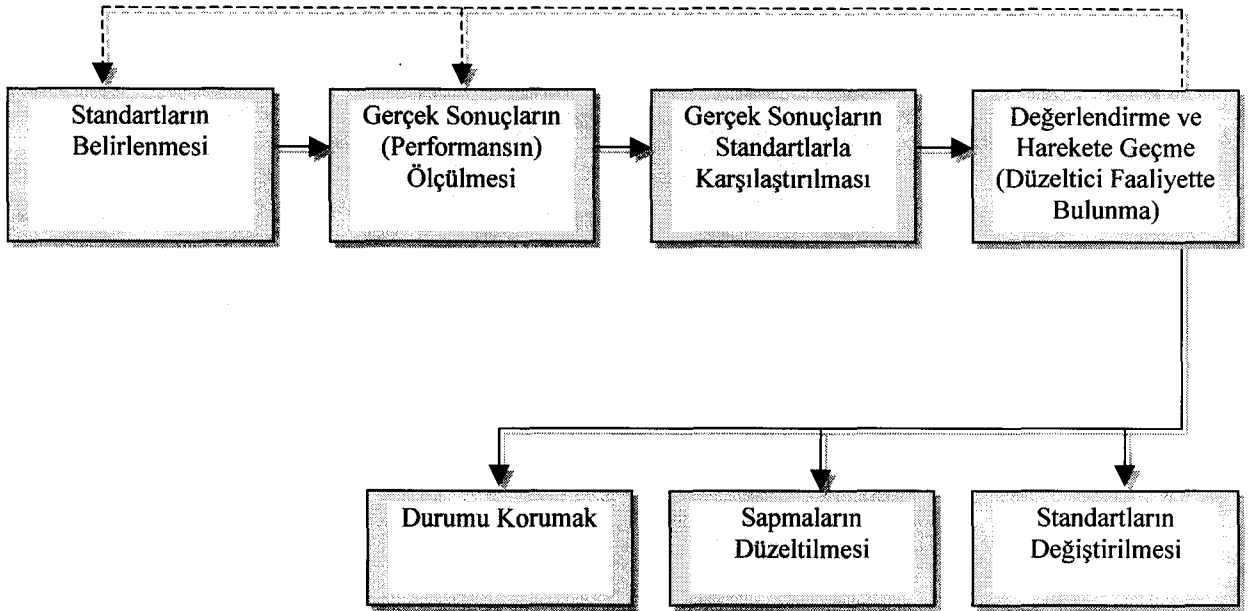 Standartların
Belirlenmesi
Gerçek Sonuçların
(Performansın)
Ölçülmesi
Gerçek Sonuçların
Standartlarla
Karşılaştırılması
Değerlendirme ve
Harekete Geçme
(Düzeltici Faaliyette
Bulunma)
Durumu Korumak
Sapmaların
Düzeltilmesi
Standartların
Değiştirilmesi